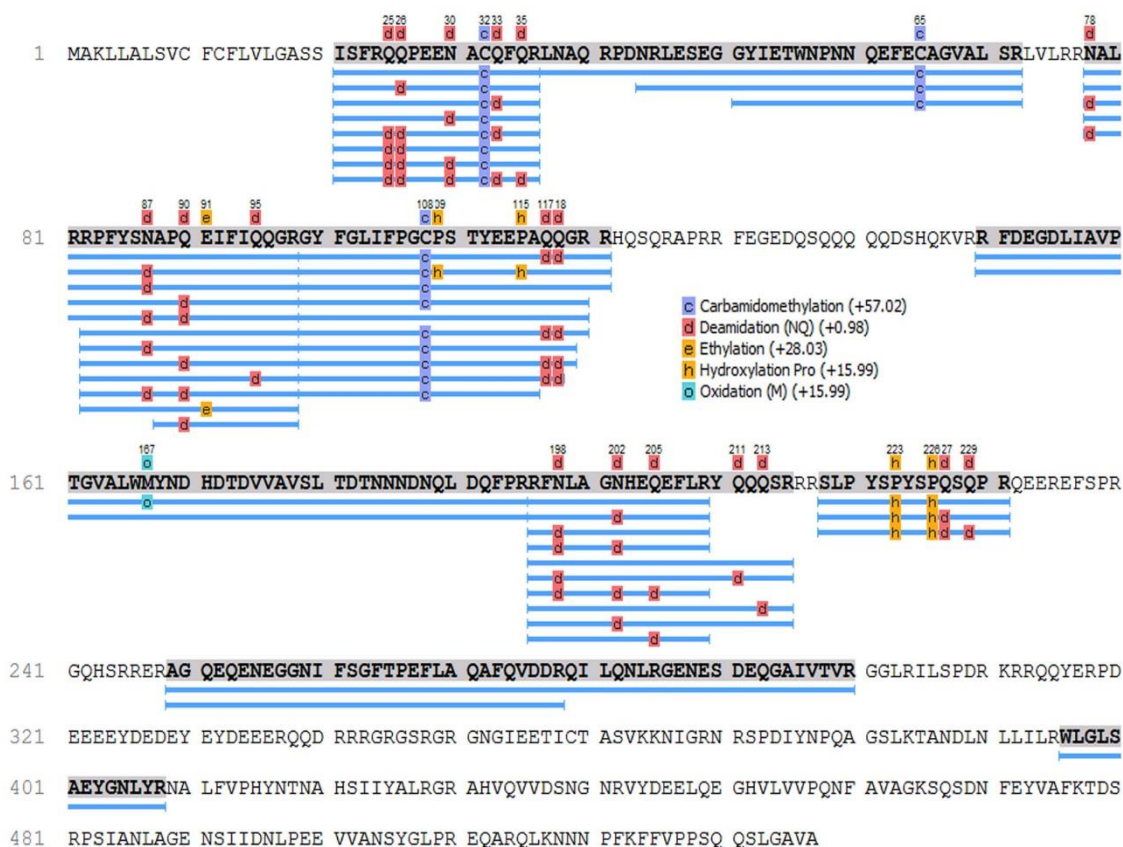 25 26 30 32 33 35 65 78
d d d c d d c d
1 MAKLLALSVC FCFLVLGASS ISFRQQPEEN ACQFQRLNAQ RPDNRLESEG GYIETWNPNN QEFECAGVAL SRLVLRRNAL
c c
d c c
c d c d
d c
d d c d d
d d c
d d d c
d d d c d d
87 90 91 95 108 09 115 117 18
d d e d c h h d d
81 RRPFYSNAPQ EIFIQQGRGY FGLIFPGCPS TYEEPAQQGR RHQSQRAPRR FEGEDQSQQQ QQDSHQKVRR FDEGDLIAVP
c d d
d c h h
d c
d c
d d
c d d
d c
d c d d
d c d d
d d c
e
d
c Carbamidomethylation (+57.02)
d Deamidation (NQ) (+0.98)
e Ethylation (+28.03)
h Hydroxylation Pro (+15.99)
o Oxidation (M) (+15.99)
167 198 202 205 211 213 223 226 27 229
o d d d d d h h d d
161 TGVALWMYND HDTDVVAVSL TDTNNNDNQL DQFPRRFNLA GNHEQEFLRY QQQSRRRSLP YSPYSPQSQP RQEEREFSPR
o h h
d h h d
d h h d d
d d
d d
d d d
d
d
d
241 GQHSRRERAG QEQENEGGNI FSGFTPEFLA QAFQVDDRQI LQNLRGENES DEQGAIVTVR GGLRILSPDR KRRQQYERPD
321 EEEEYDEDEY EYDEEERQQD RRRGRGSRGR GNGIEETICT ASVKKNIGRN RSPDIYNPQA GSLKTANDLN LLILRWLGLS
401 AEYGNLYRNA LFVPHYNTNA HSIIYALRGR AHVQVVDSNG NRVYDEELQE GHVLVVPQNF AVAGKSQSDN FEYVAFKTDS
481 RPSIANLAGE NSIIDNLPEE VVANSYGLPR EQARQLKNNN PFKFFVPPSQ QSLGAVA